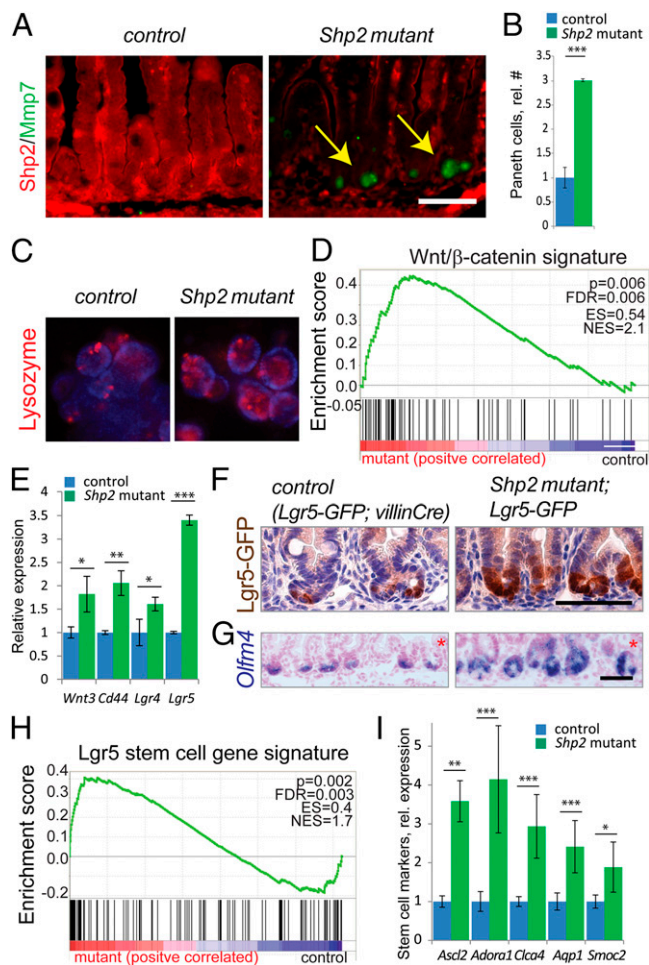 A
control
Shp2 mutant
Shp2/Mmp7
B
control
Shp2 mutant
***
Paneth cells, rel. #
3.5
3
2.5
2
1.5
1
0.5
0
C
control
Shp2 mutant
Lysozyme
D
Wnt/β-catenin signature
p=0.006
FDR=0.006
ES=0.54
NES=2.1
Enrichment score
0.4
0.3
0.2
0.1
0.0
-0.05
mutant (positve correlated)
control
E
control
Shp2 mutant
***
*
**
*
Relative expression
4
3.5
3
2.5
2
1.5
1
0.5
0
Wnt3 Cd44 Lgr4 Lgr5
F
control
(Lgr5-GFP; villinCre)
Shp2 mutant;
Lgr5-GFP
Lgr5-GFP
G
Olfm4
*
*
H
Lgr5 stem cell gene signature
p=0.002
FDR=0.003
ES=0.4
NES=1.7
Enrichment score
0.4
0.3
0.2
0.1
0.0
-0.2
mutant (positive correlated)
control
I
control
Shp2 mutant
**
***
***
***
*
Stem cell markers, rel. expression
5
4
3
2
1
0
Ascl2 Adora1 Clca4 Aqp1 Smoc2